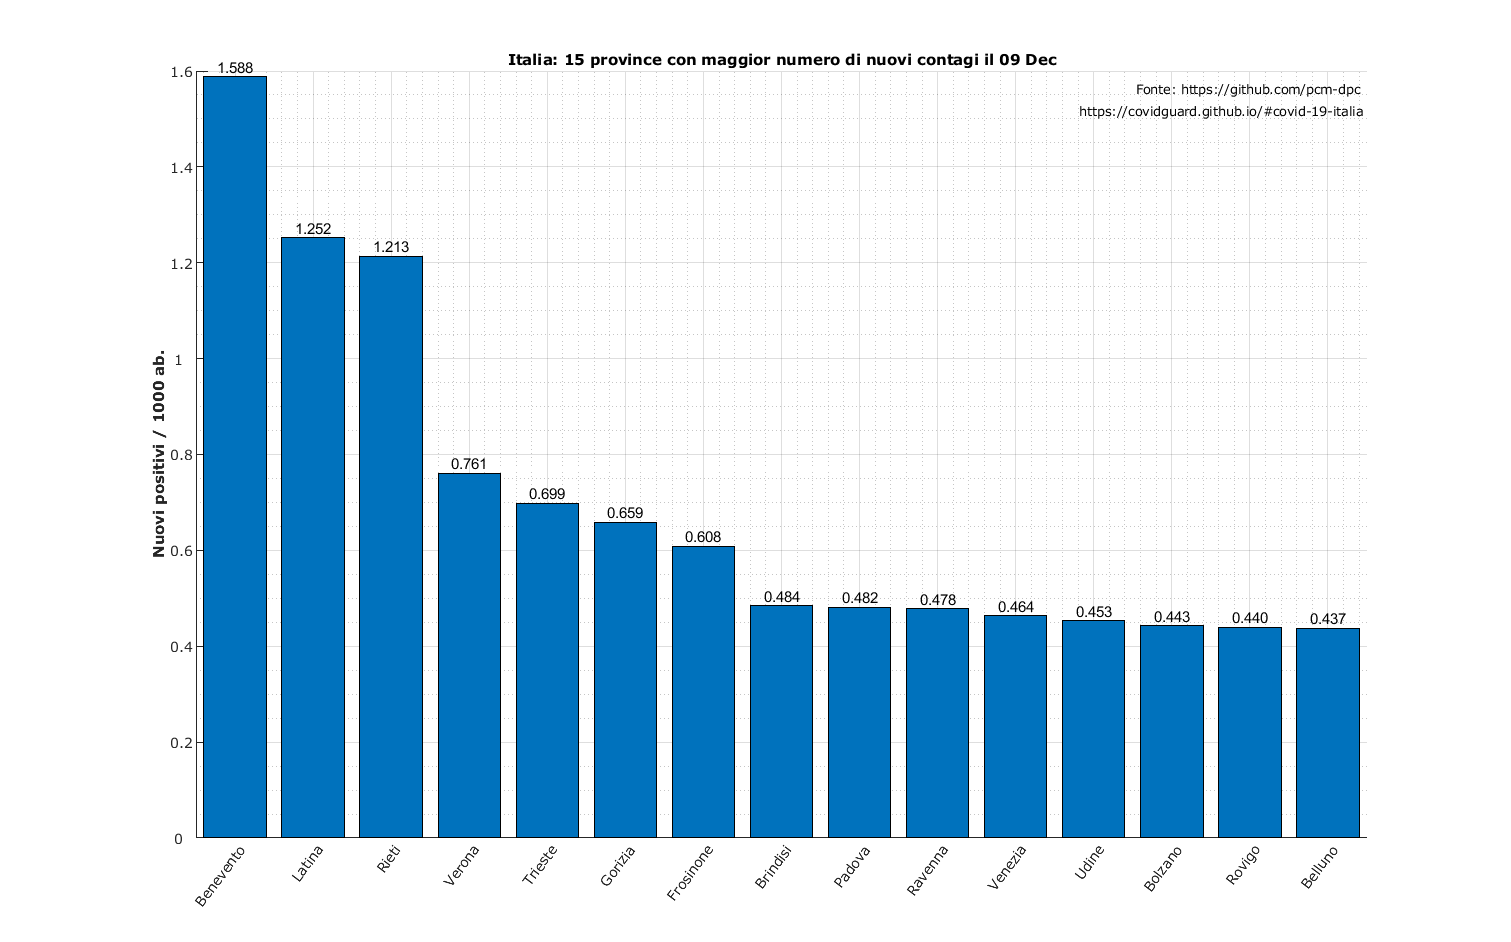 Italia: 15 province con maggior numero di nuovi contagi il 09 Dec
Fonte: https://github.com/pcm-dpc
https://covidguard.github.io/#covid-19-italia
Nuovi positivi / 1000 ab.
1.6
1.4
1.2
1
0.8
0.6
0.4
0.2
0
1.588
1.252
1.213
0.761
0.699
0.659
0.608
0.484
0.482
0.478
0.464
0.453
0.443
0.440
0.437
Benevento
Latina
Rieti
Verona
Trieste
Gorizia
Frosinone
Brindisi
Padova
Ravenna
Venezia
Udine
Bolzano
Rovigo
Belluno